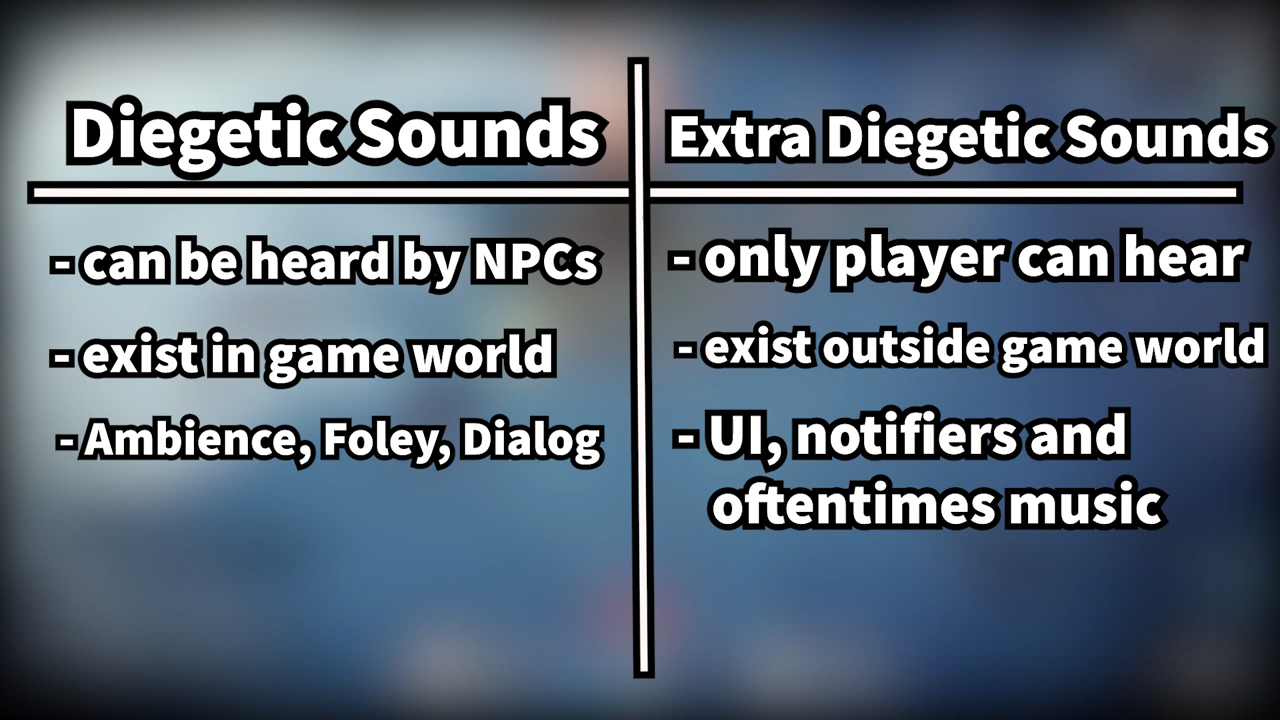 Diegetic Sounds
- can be heard by NPCs
- exist in game world
- Ambience, Foley, Dialog
Extra Diegetic Sounds
- only player can hear
- exist outside game world
- UI, notifiers and
oftentimes music